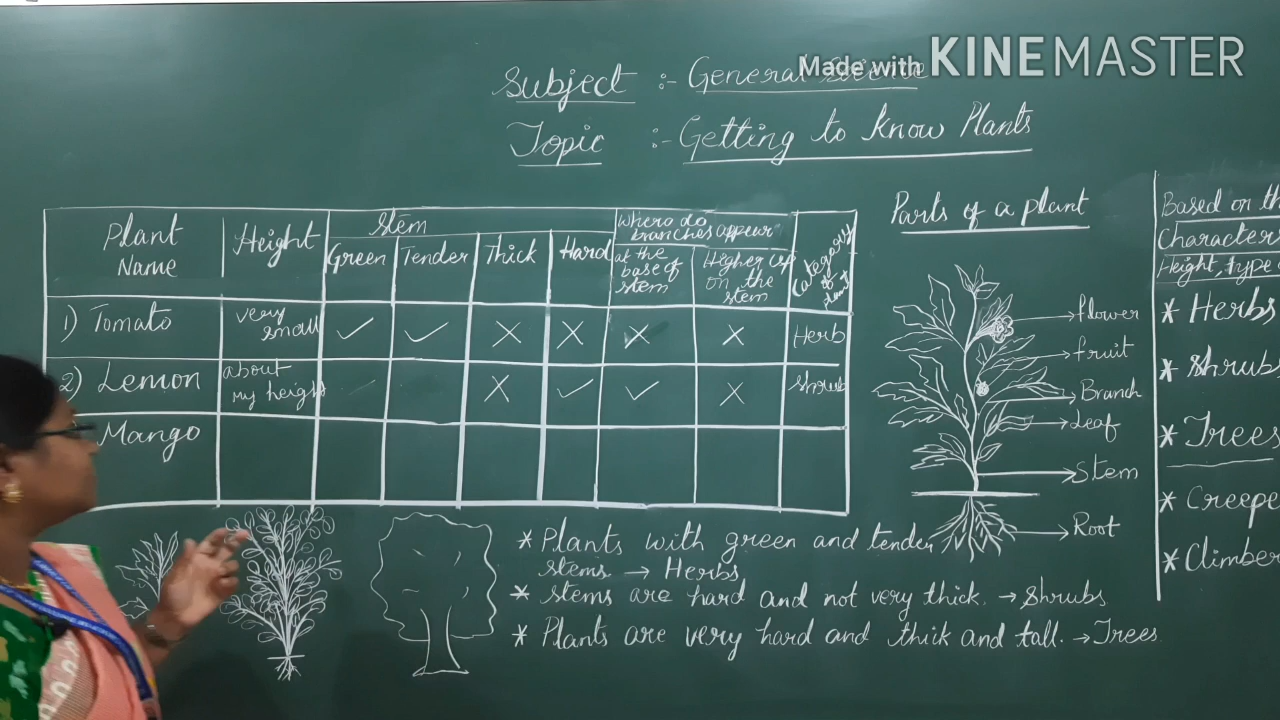 Made with KINEMASTER
Subject :- General
Topic :- Getting to Know Plants
Plant Name
Height
Stem
Green
Tender
Thick
Hard
Where do
branches appear
at the
base of
stem
Higher up
on the
stem
Category
of
plant
1) Tomato
very
small
✓ ✓ X X X X
Herb
2) Lemon
about
my height
X ✓ ✓ X
shrub
Mango
Parts of a plant
flower
fruit
Branch
Leaf
Stem
Root
Based on th
Characters
Height, type
* Herbs
* Shrubs
* Trees
* Creepe
* Climber
* Plants with green and tender
stems → Herbs
* stems are hard and not very thick. → Shrubs
* Plants are very hard and thick and tall. → Trees